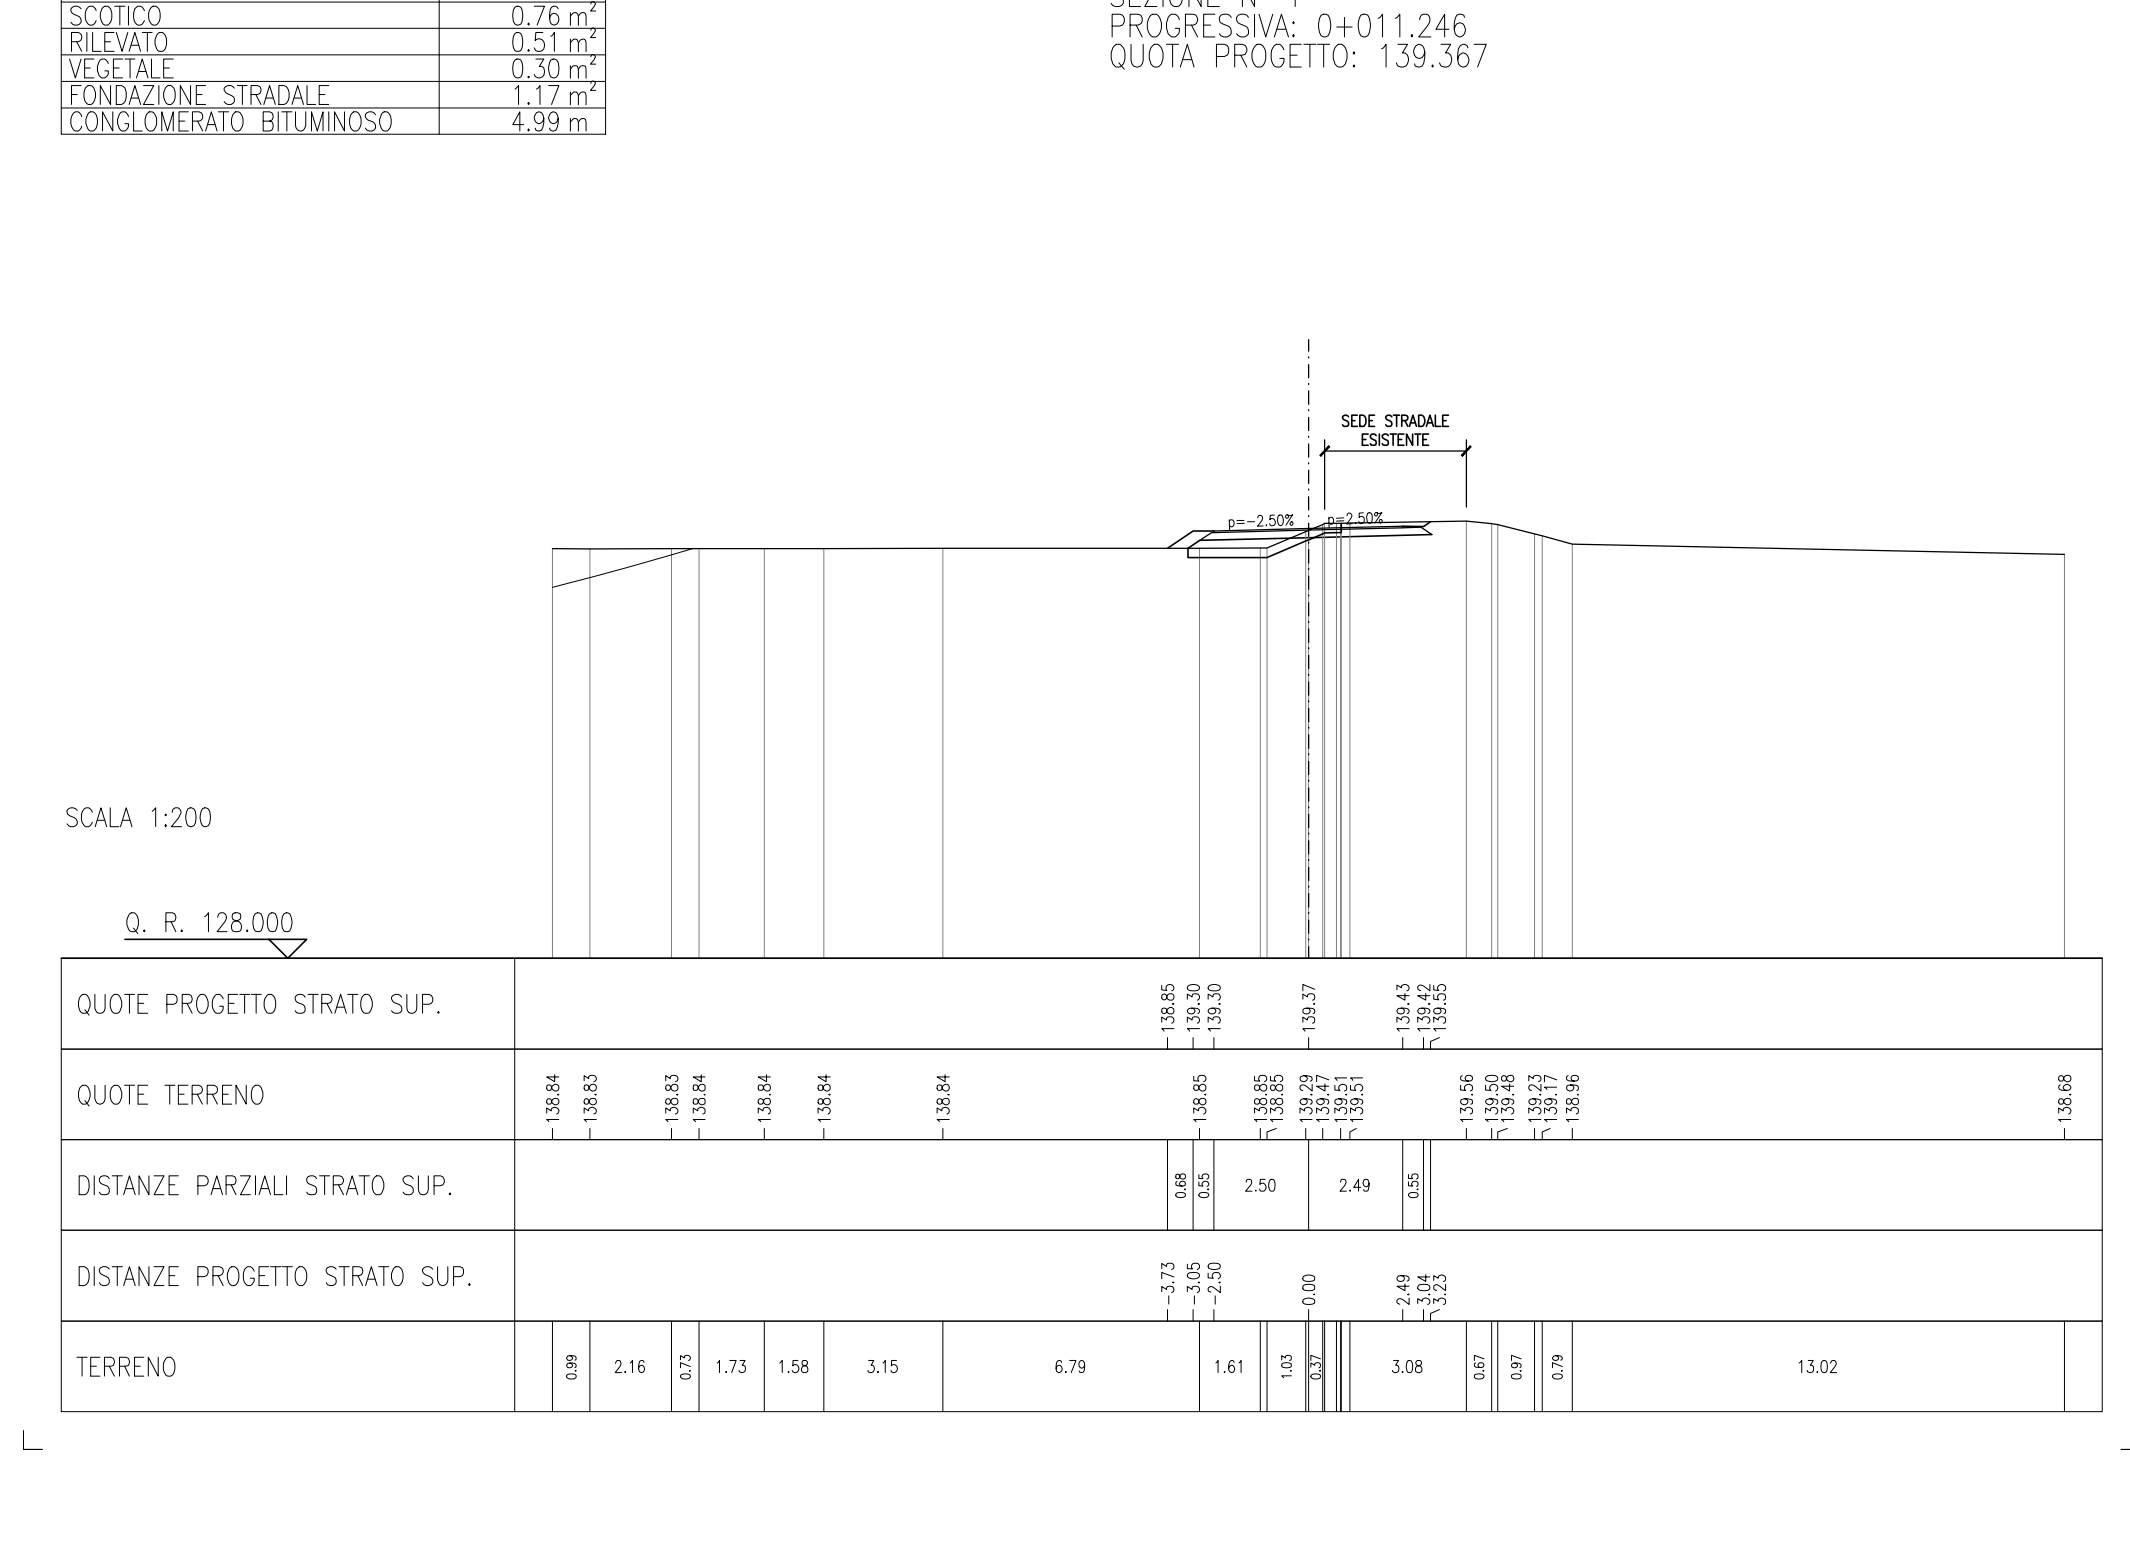 SCOTICO 0.76 m²
RILEVATO 0.51 m²
VEGETALE 0.30 m²
FONDAZIONE STRADALE 1.17 m²
CONGLOMERATO BITUMINOSO 4.99 m
SEZIONE N° 1
PROGRESSIVA: 0+011.246
QUOTA PROGETTO: 139.367
SEDE STRADALE
ESISTENTE
p=-2.50% p=2.50%
SCALA 1:200
Q. R. 128.000
QUOTE PROGETTO STRATO SUP. 138.85 139.30 139.30 139.37 139.43 139.42 139.55
QUOTE TERRENO 138.84 138.83 138.83 138.84 138.84 138.84 138.84 138.85 138.85 138.85 139.29 139.47 139.51 139.51 139.56 139.50 139.48 139.23 139.17 138.96 138.68
DISTANZE PARZIALI STRATO SUP. 0.68 0.55 2.50 2.49 0.55
DISTANZE PROGETTO STRATO SUP. -3.73 -3.05 -2.50 0.00 2.49 3.04 3.23
TERRENO 0.99 2.16 0.73 1.73 1.58 3.15 6.79 1.61 1.03 0.37 3.08 0.67 0.97 0.79 13.02